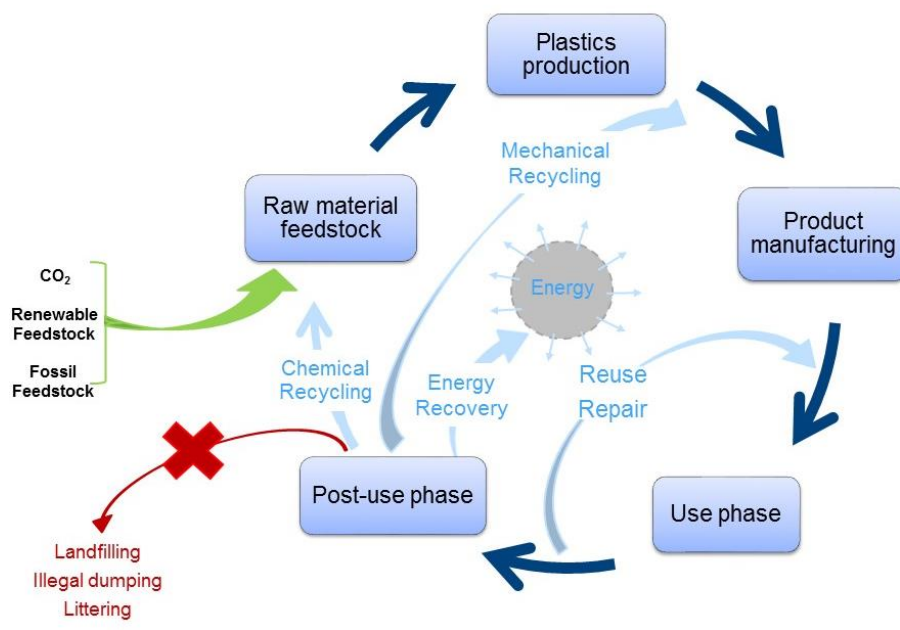 Plastics
production
Mechanical
Recycling
Raw material
feedstock
Product
manufacturing
CO₂
Renewable
Feedstock
Fossil
Feedstock
Energy
Chemical
Recycling
Energy
Recovery
Reuse
Repair
Post-use phase
Use phase
Landfilling
Illegal dumping
Littering